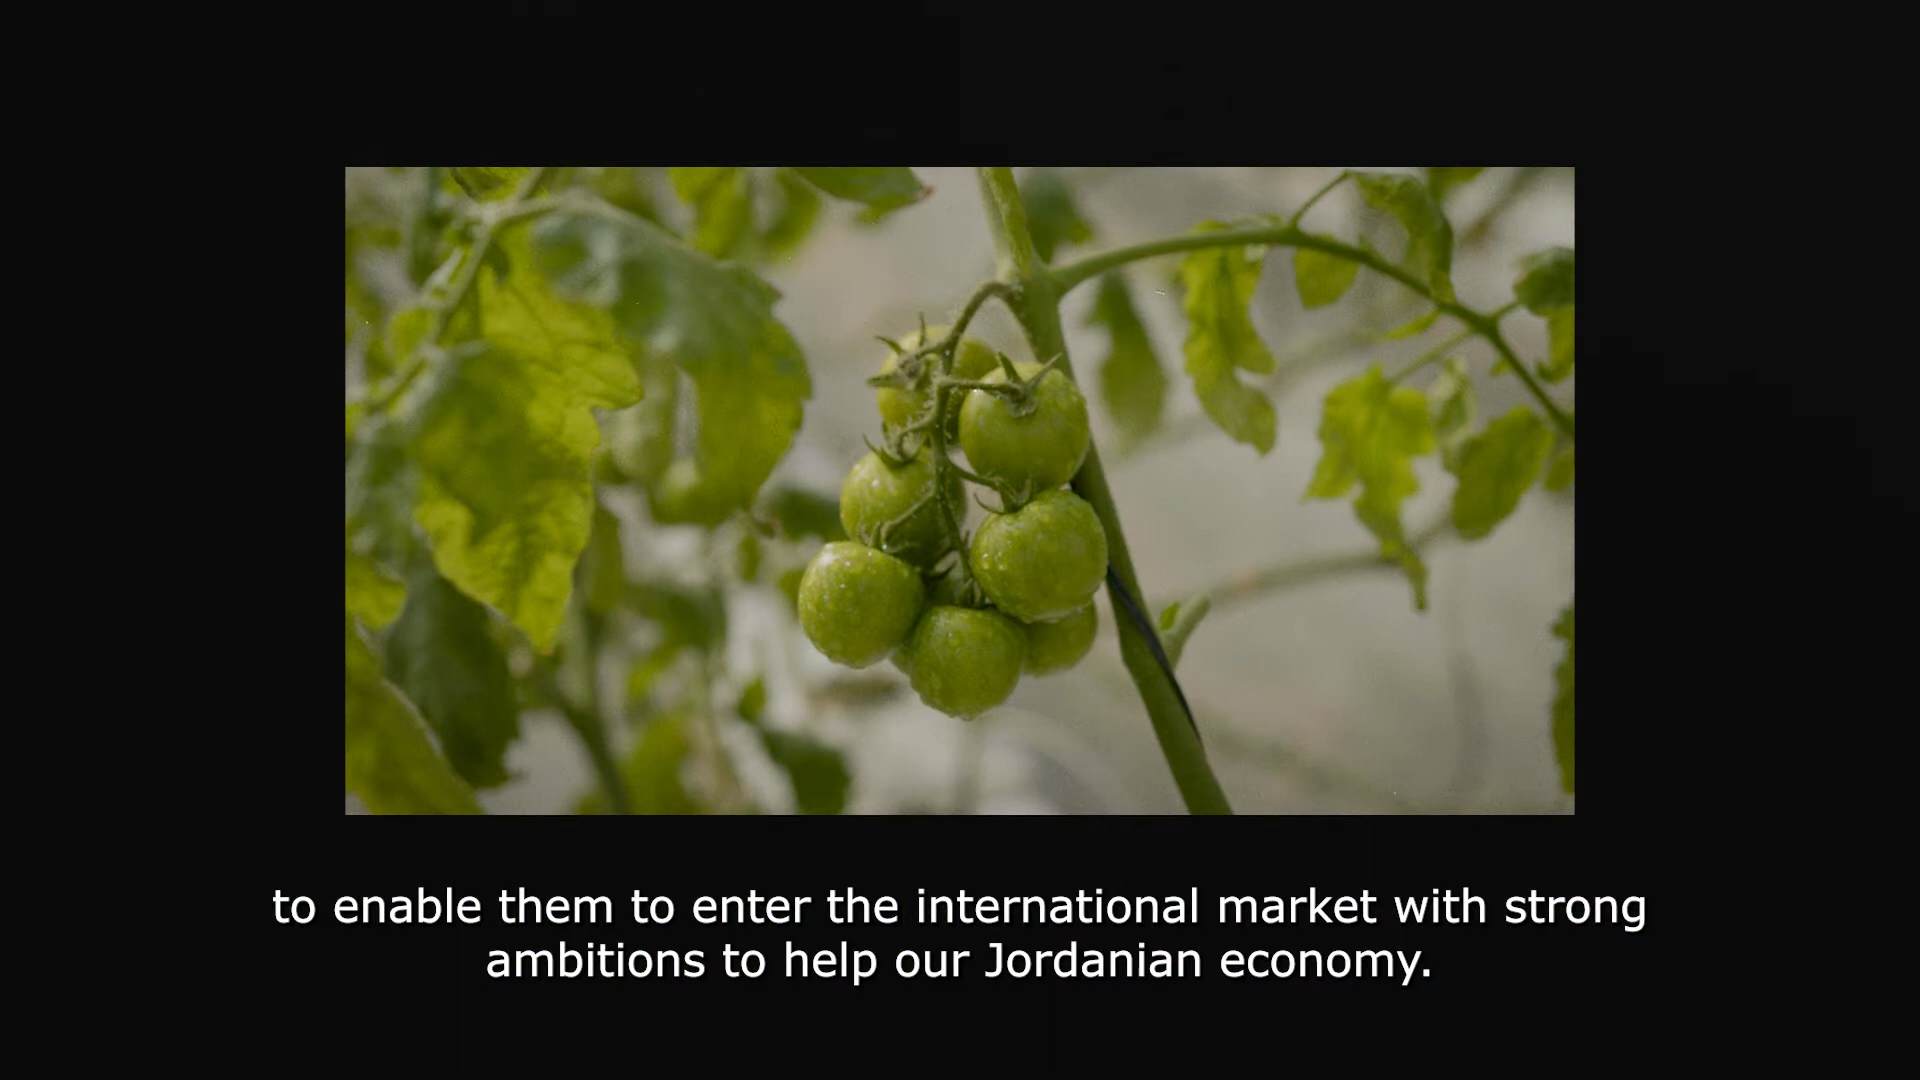 to enable them to enter the international market with strong
ambitions to help our Jordanian economy.